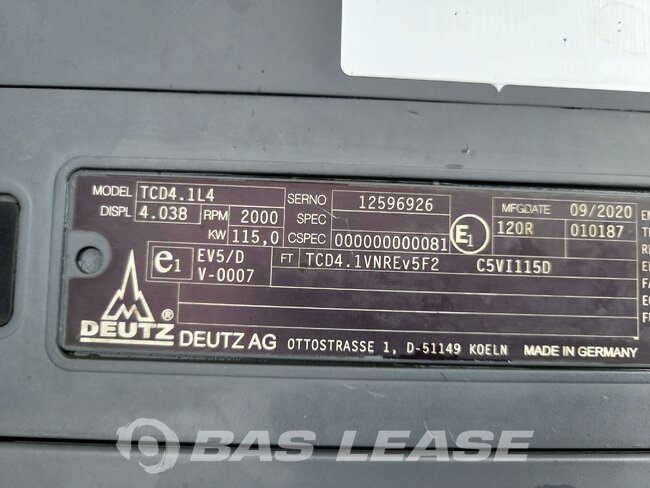 MODEL TCD4.1L4 SERNO 12596926 MFGDATE 09/2020
DISPL 4.038 RPM 2000 SPEC 120R 010187
KW 115,0 CSPEC 000000000081 E1
e1 EV5/D FT TCD4.1VNREv5F2 C5VI115D
V-0007
DEUTZ ® DEUTZ AG OTTOSTRASSE 1, D-51149 KOELN MADE IN GERMANY
BAS LEASE